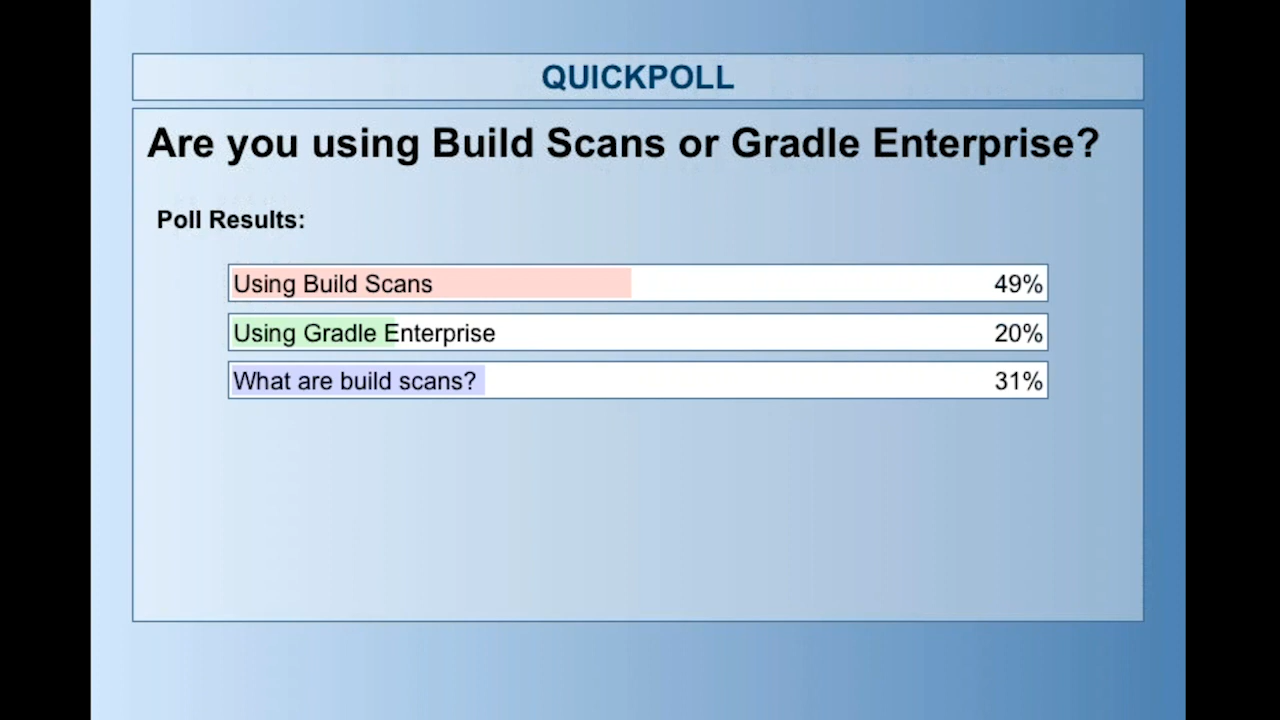 QUICKPOLL
Are you using Build Scans or Gradle Enterprise?
Poll Results:
Using Build Scans 49%
Using Gradle Enterprise 20%
What are build scans? 31%